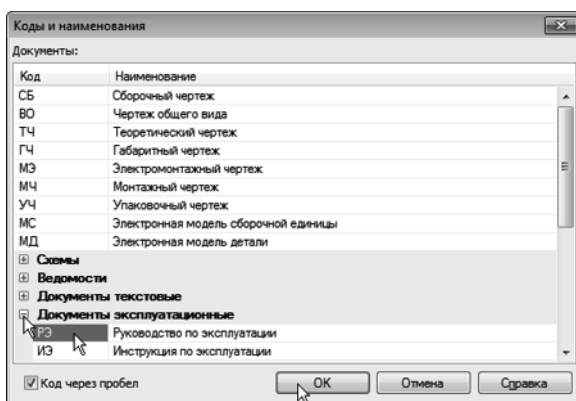 Коды и наименования
Документы:
Код Наименование
СБ Сборочный чертеж
ВО Чертеж общего вида
ТЧ Теоретический чертеж
ГЧ Габаритный чертеж
МЭ Электромонтажный чертеж
МЧ Монтажный чертеж
УЧ Упаковочный чертеж
МС Электронная модель сборочной единицы
МД Электронная модель детали
Схемы
Ведомости
Документы текстовые
Документы эксплуатационные
РЭ Руководство по эксплуатации
ИЭ Инструкция по эксплуатации
Код через пробел OK Отмена Справка